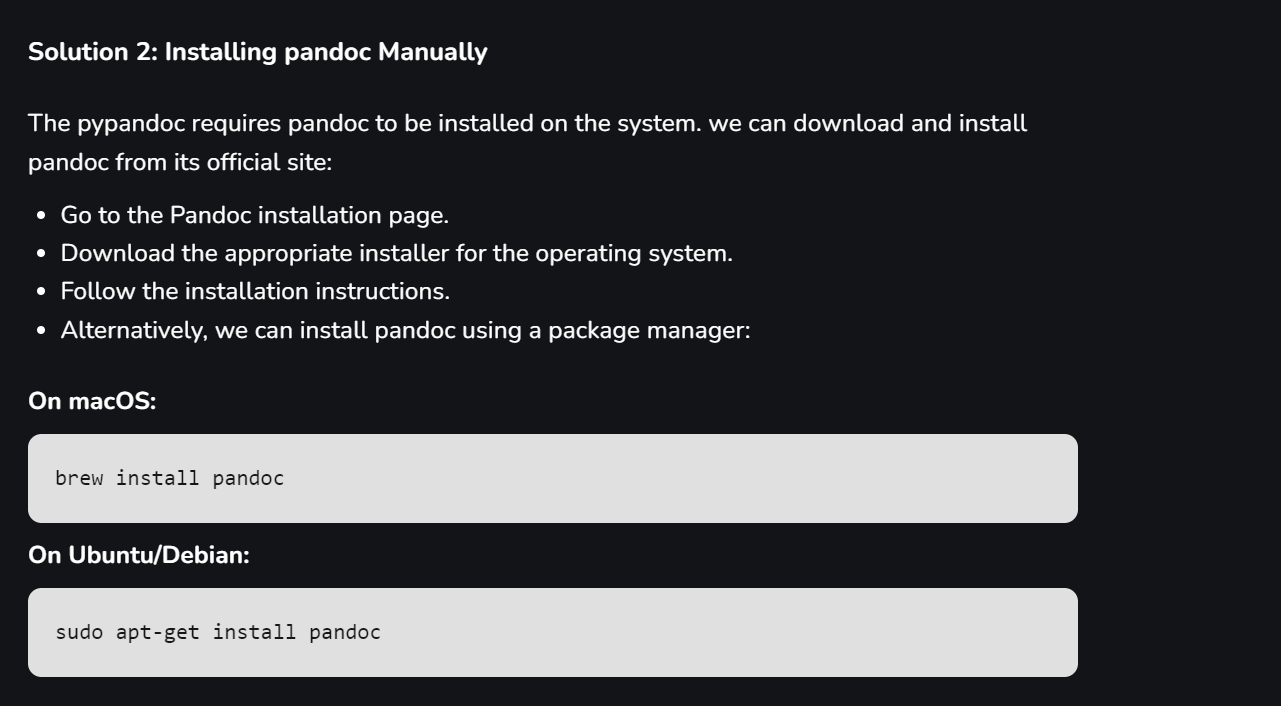 Solution 2: Installing pandoc Manually
The pypandoc requires pandoc to be installed on the system. we can download and install
pandoc from its official site:
• Go to the Pandoc installation page.
• Download the appropriate installer for the operating system.
• Follow the installation instructions.
• Alternatively, we can install pandoc using a package manager:
On macOS:
brew install pandoc
On Ubuntu/Debian:
sudo apt-get install pandoc